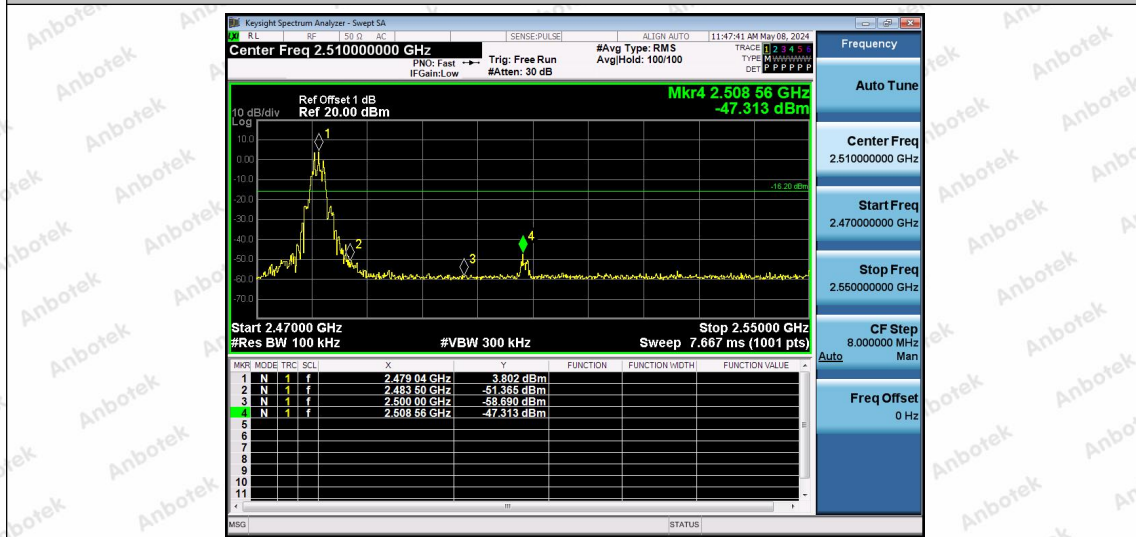 Keysight Spectrum Analyzer - Swept SA
RL RF 50 Ω AC SENSE:PULSE ALIGN AUTO 11:47:41 AM May 08, 2024
Center Freq 2.510000000 GHz
PNO: Fast
IFGain:Low
Trig: Free Run
#Atten: 30 dB
#Avg Type: RMS
Avg|Hold: 100/100
TRACE 1 2 3 4 5 6
TYPE M WWWWW
DET P P P P P P
Mkr4 2.508 56 GHz
-47.313 dBm
Ref Offset 1 dB
10 dB/div Ref 20.00 dBm
Log
10.0
0.00
-10.0
-20.0
-30.0
-40.0
-50.0
-60.0
-70.0
-16.20 dBm
1
2
3
4
Start 2.47000 GHz Stop 2.55000 GHz
#Res BW 100 kHz #VBW 300 kHz Sweep 7.667 ms (1001 pts)
MKR MODE TRC SCL X Y FUNCTION FUNCTION WIDTH FUNCTION VALUE
1 N 1 f 2.479 04 GHz 3.802 dBm
2 N 1 f 2.483 50 GHz -51.365 dBm
3 N 1 f 2.500 00 GHz -58.690 dBm
4 N 1 f 2.508 56 GHz -47.313 dBm
5
6
7
8
9
10
11
MSG STATUS
Frequency
Auto Tune
Center Freq
2.510000000 GHz
Start Freq
2.470000000 GHz
Stop Freq
2.550000000 GHz
CF Step
8.000000 MHz
Auto Man
Freq Offset
0 Hz
Anbotek